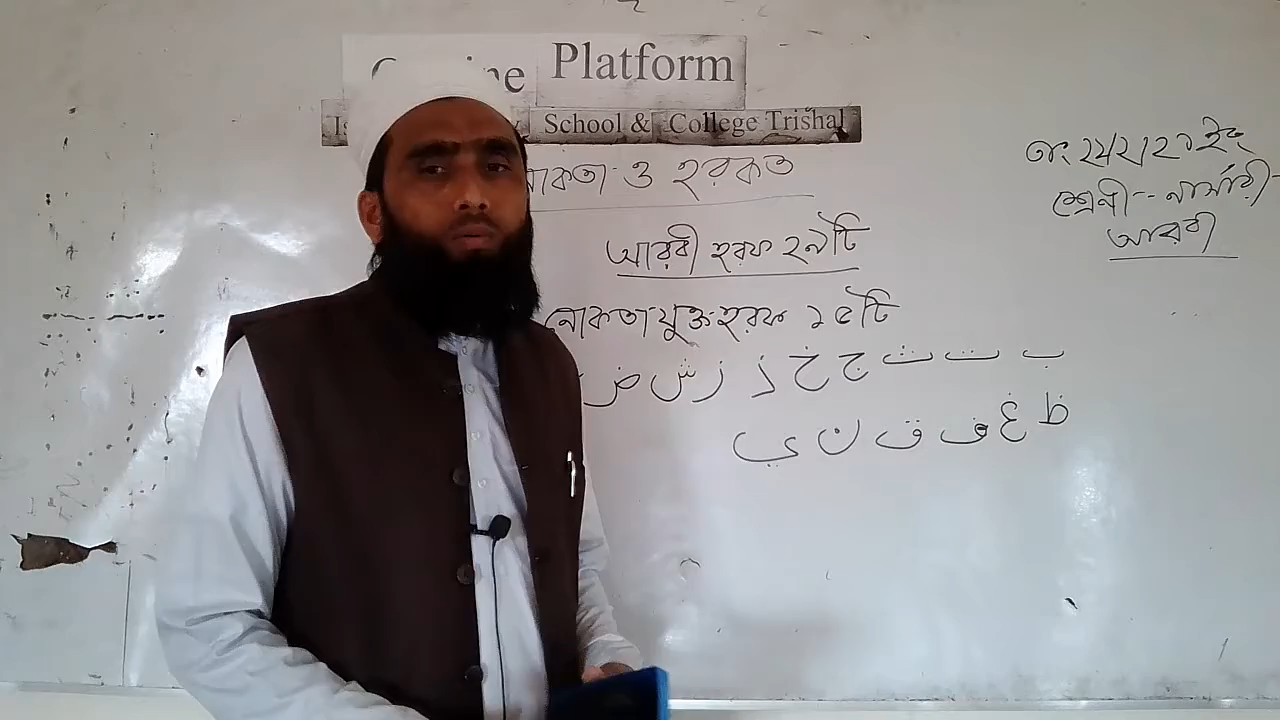 Platform
School & College Trishal
ও হরকত
আরবী হরফ ২৯টি
নোকতাযুক্ত হরফ ১৫টি
ب ت ث ج خ ذ ز ش ض
ظ غ ف ق ن ي
শ্রেণী-- নার্সারী-
আরবী